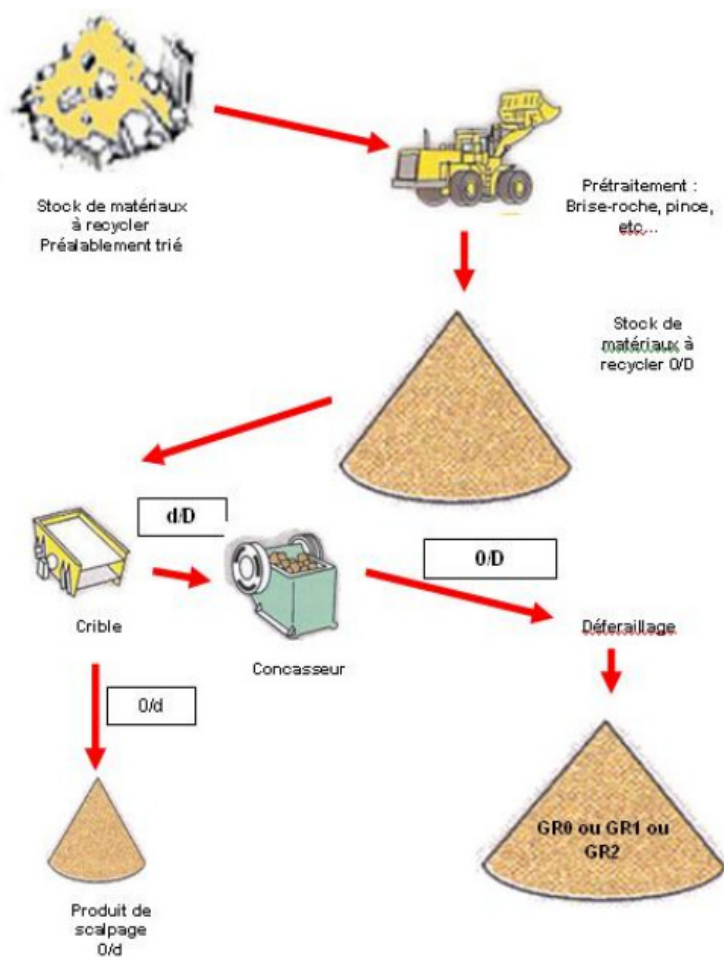 Stock de matériaux
à recycler
Préalablement trié
Prétraitement :
Brise-roche, pince,
etc...
Stock de
matériaux à
recycler 0/D
d/D
0/D
Crible
Concasseur
Déferaillage
0/d
GR0 ou GR1 ou
GR2
Produit de
scalpage
0/d